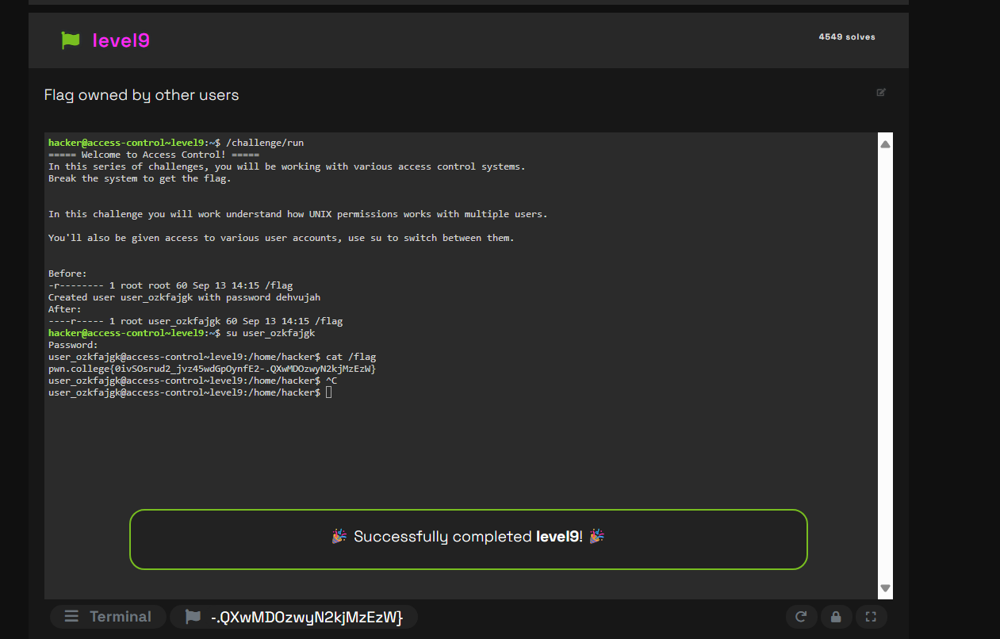 level9
4549 solves
Flag owned by other users
hacker@access-control~level9:~$ /challenge/run
===== Welcome to Access Control! =====
In this series of challenges, you will be working with various access control systems.
Break the system to get the flag.
In this challenge you will work understand how UNIX permissions works with multiple users.
You'll also be given access to various user accounts, use su to switch between them.
Before:
-r-------- 1 root root 60 Sep 13 14:15 /flag
Created user user_ozkfajgk with password dehvujah
After:
----r----- 1 root user_ozkfajgk 60 Sep 13 14:15 /flag
hacker@access-control~level9:~$ su user_ozkfajgk
Password:
user_ozkfajgk@access-control~level9:/home/hacker$ cat /flag
pwn.college{0ivSOsrud2_jvz45wdGpOynfE2-.QXwMDOzwyN2kjMzEzW}
user_ozkfajgk@access-control~level9:/home/hacker$ ^C
user_ozkfajgk@access-control~level9:/home/hacker$
🎉 Successfully completed level9! 🎉
Terminal
-.QXwMDOzwyN2kjMzEzW}